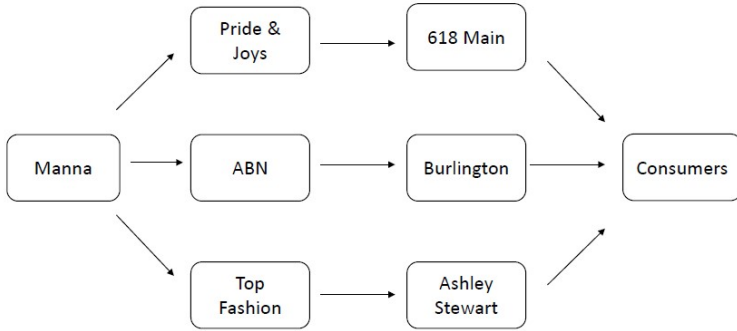 Pride &
Joys
618 Main
Manna
ABN
Burlington
Consumers
Top
Fashion
Ashley
Stewart